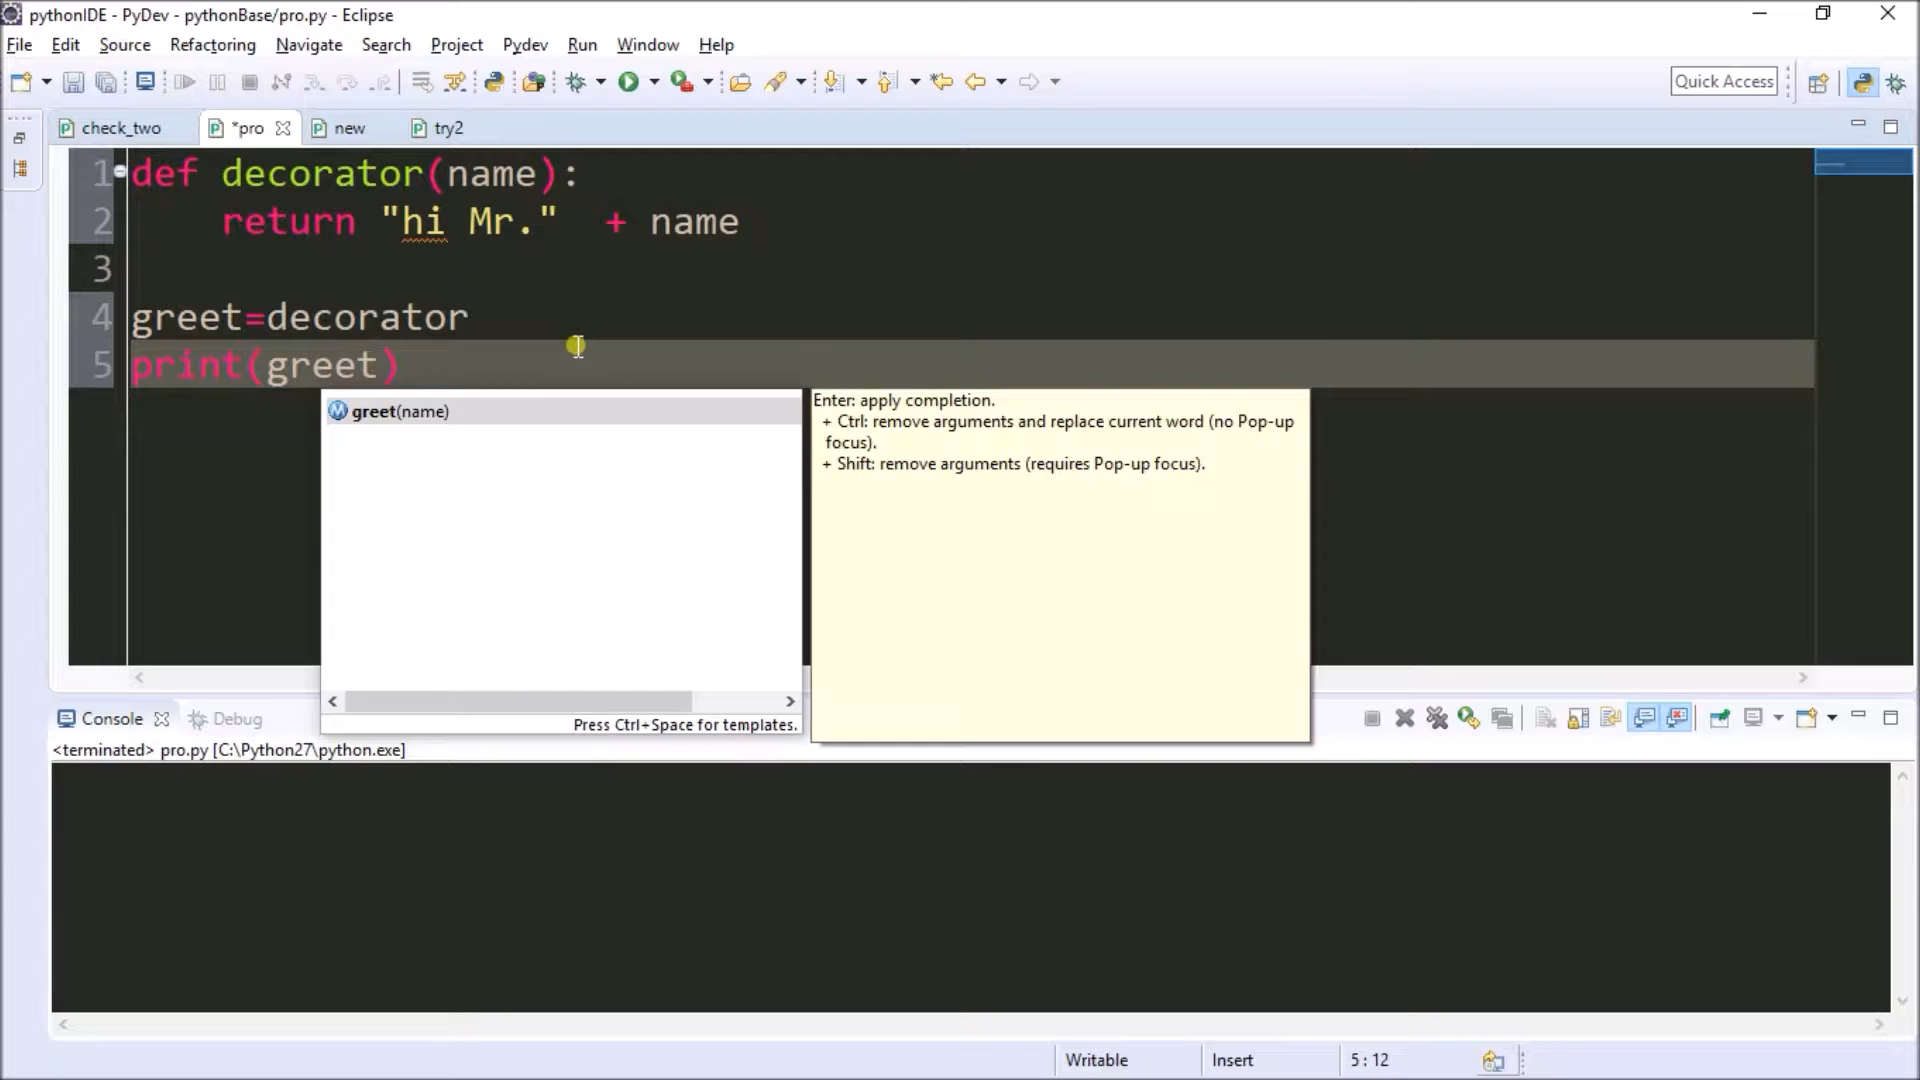 pythonIDE - PyDev - pythonBase/pro.py - Eclipse
File Edit Source Refactoring Navigate Search Project Pydev Run Window Help
Quick Access
check_two *pro new try2
1 def decorator(name):
2 return "hi Mr."  + name
3
4 greet=decorator
5 print(greet)
greet(name)
Press Ctrl+Space for templates.
Enter: apply completion.
+ Ctrl: remove arguments and replace current word (no Pop-up
focus).
+ Shift: remove arguments (requires Pop-up focus).
Console Debug
<terminated> pro.py [C:\Python27\python.exe]
Writable Insert 5 : 12